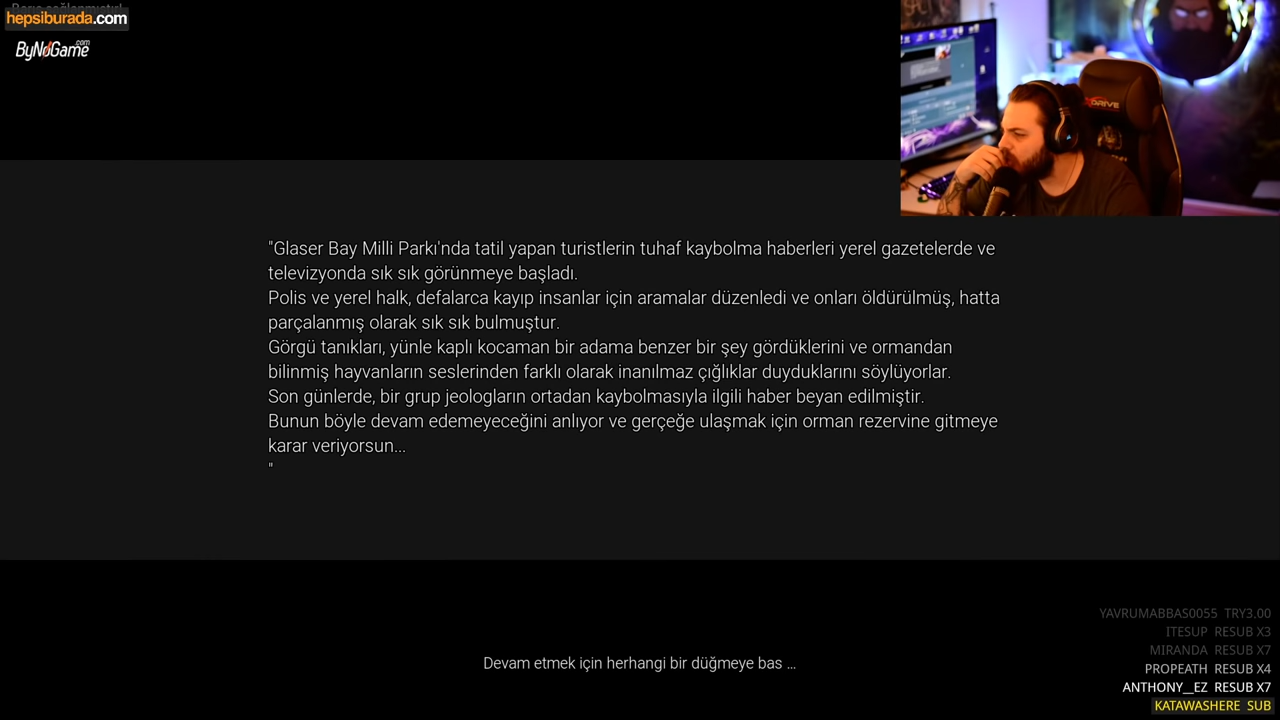 hepsiburada.com
ByNoGame.com
"Glaser Bay Milli Parkı'nda tatil yapan turistlerin tuhaf kaybolma haberleri yerel gazetelerde ve
televizyonda sık sık görünmeye başladı.
Polis ve yerel halk, defalarca kayıp insanlar için aramalar düzenledi ve onları öldürülmüş, hatta
parçalanmış olarak sık sık bulmuştur.
Görgü tanıkları, yünle kaplı kocaman bir adama benzer bir şey gördüklerini ve ormandan
bilinmiş hayvanların seslerinden farklı olarak inanılmaz çığlıklar duyduklarını söylüyorlar.
Son günlerde, bir grup jeologların ortadan kaybolmasıyla ilgili haber beyan edilmiştir.
Bunun böyle devam edemeyeceğini anlıyor ve gerçeğe ulaşmak için orman rezervine gitmeye
karar veriyorsun...
"
Devam etmek için herhangi bir düğmeye bas ...
YAVRUMABBAS0055 TRY3.00
ITESUP RESUB X3
MIRANDA RESUB X7
PROPEATH RESUB X4
ANTHONY__EZ RESUB X7
KATAWASHERE SUB